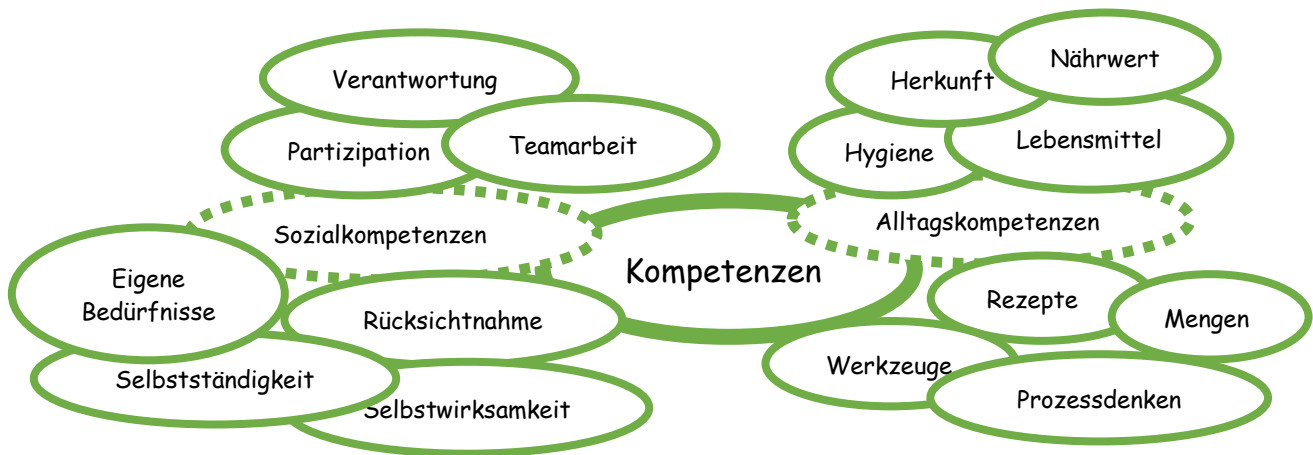 Verantwortung
Partizipation
Teamarbeit
Sozialkompetenzen
Eigene
Bedürfnisse
Rücksichtnahme
Selbstständigkeit
Selbstwirksamkeit
Kompetenzen
Nährwert
Herkunft
Lebensmittel
Hygiene
Alltagskompetenzen
Rezepte
Mengen
Werkzeuge
Prozessdenken